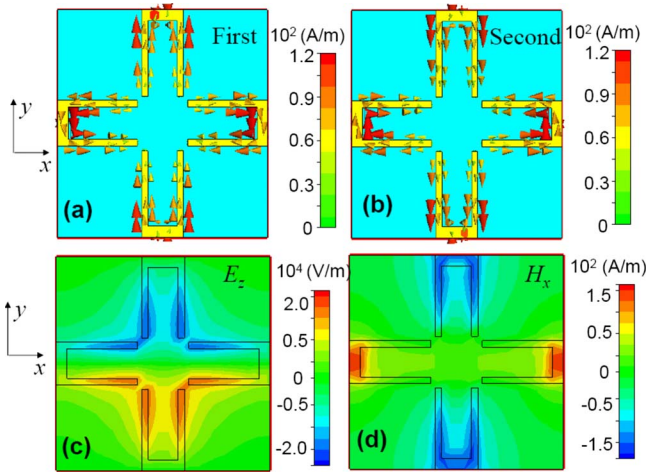 10² (A/m)
10² (A/m)
First
Second
1.2
0.9
0.6
0.3
0
1.2
0.9
0.6
0.3
0
y
x
(a)
(b)
10⁴ (V/m)
10² (A/m)
E_z
H_x
2.0
0.5
0
-0.5
-2.0
1.5
0.5
0
-0.5
-1.5
y
x
(c)
(d)